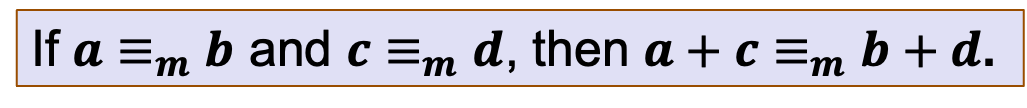 If a ≡ₘ b and c ≡ₘ d, then a + c ≡ₘ b + d.